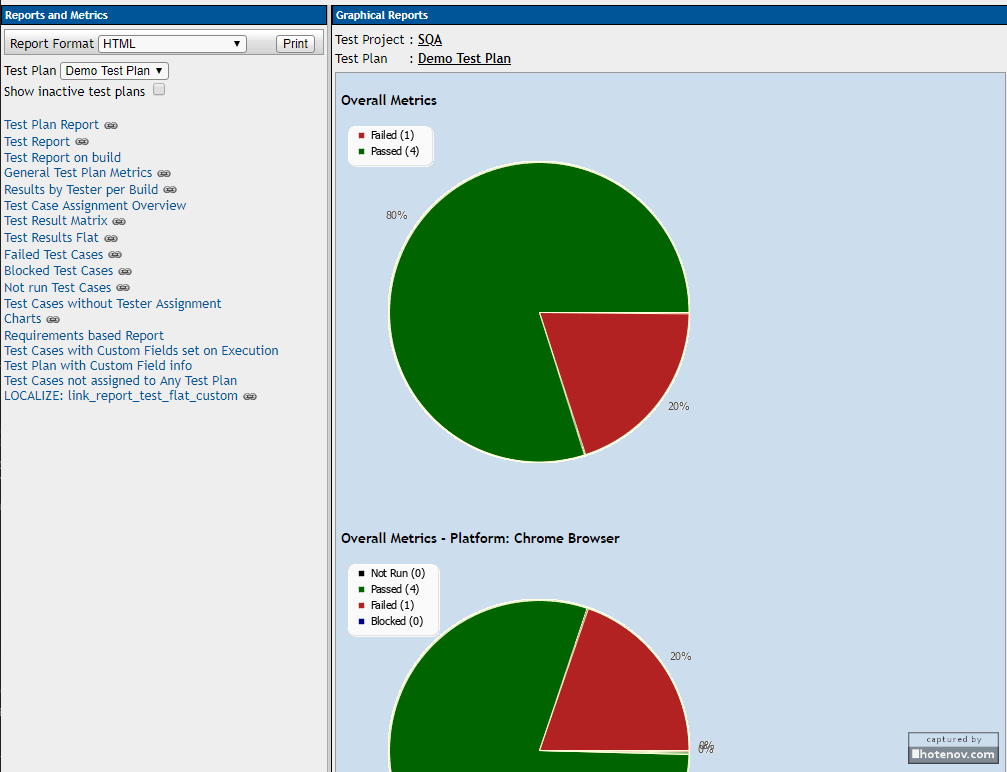 Reports and Metrics
Report Format HTML Print
Test Plan Demo Test Plan
Show inactive test plans
Test Plan Report
Test Report
Test Report on build
General Test Plan Metrics
Results by Tester per Build
Test Case Assignment Overview
Test Result Matrix
Test Results Flat
Failed Test Cases
Blocked Test Cases
Not run Test Cases
Test Cases without Tester Assignment
Charts
Requirements based Report
Test Cases with Custom Fields set on Execution
Test Plan with Custom Field info
Test Cases not assigned to Any Test Plan
LOCALIZE: link_report_test_flat_custom
Graphical Reports
Test Project : SQA
Test Plan : Demo Test Plan
Overall Metrics
Failed (1)
Passed (4)
80%
20%
Overall Metrics - Platform: Chrome Browser
Not Run (0)
Passed (4)
Failed (1)
Blocked (0)
20%
0%
0%
captured by
hotenov.com